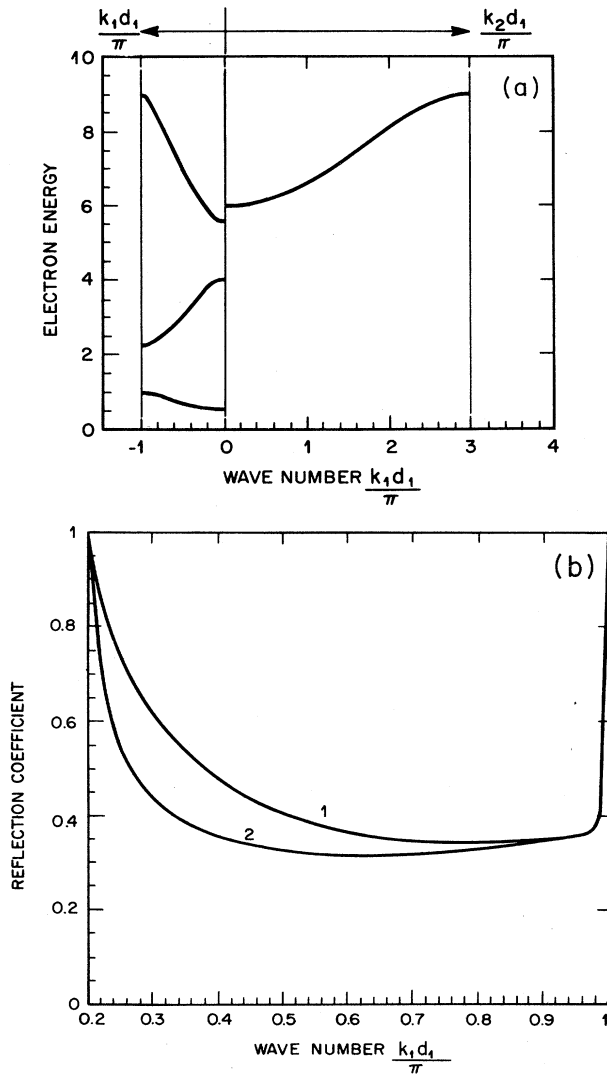 k₁d₁/π
k₂d₁/π
(a)
10
8
6
4
2
0
ELECTRON ENERGY
-1 0 1 2 3 4
WAVE NUMBER k₁d₁/π
(b)
1
0.8
0.6
0.4
0.2
0
REFLECTION COEFFICIENT
1
2
0.2 0.3 0.4 0.5 0.6 0.7 0.8 0.9 1
WAVE NUMBER k₁d₁/π